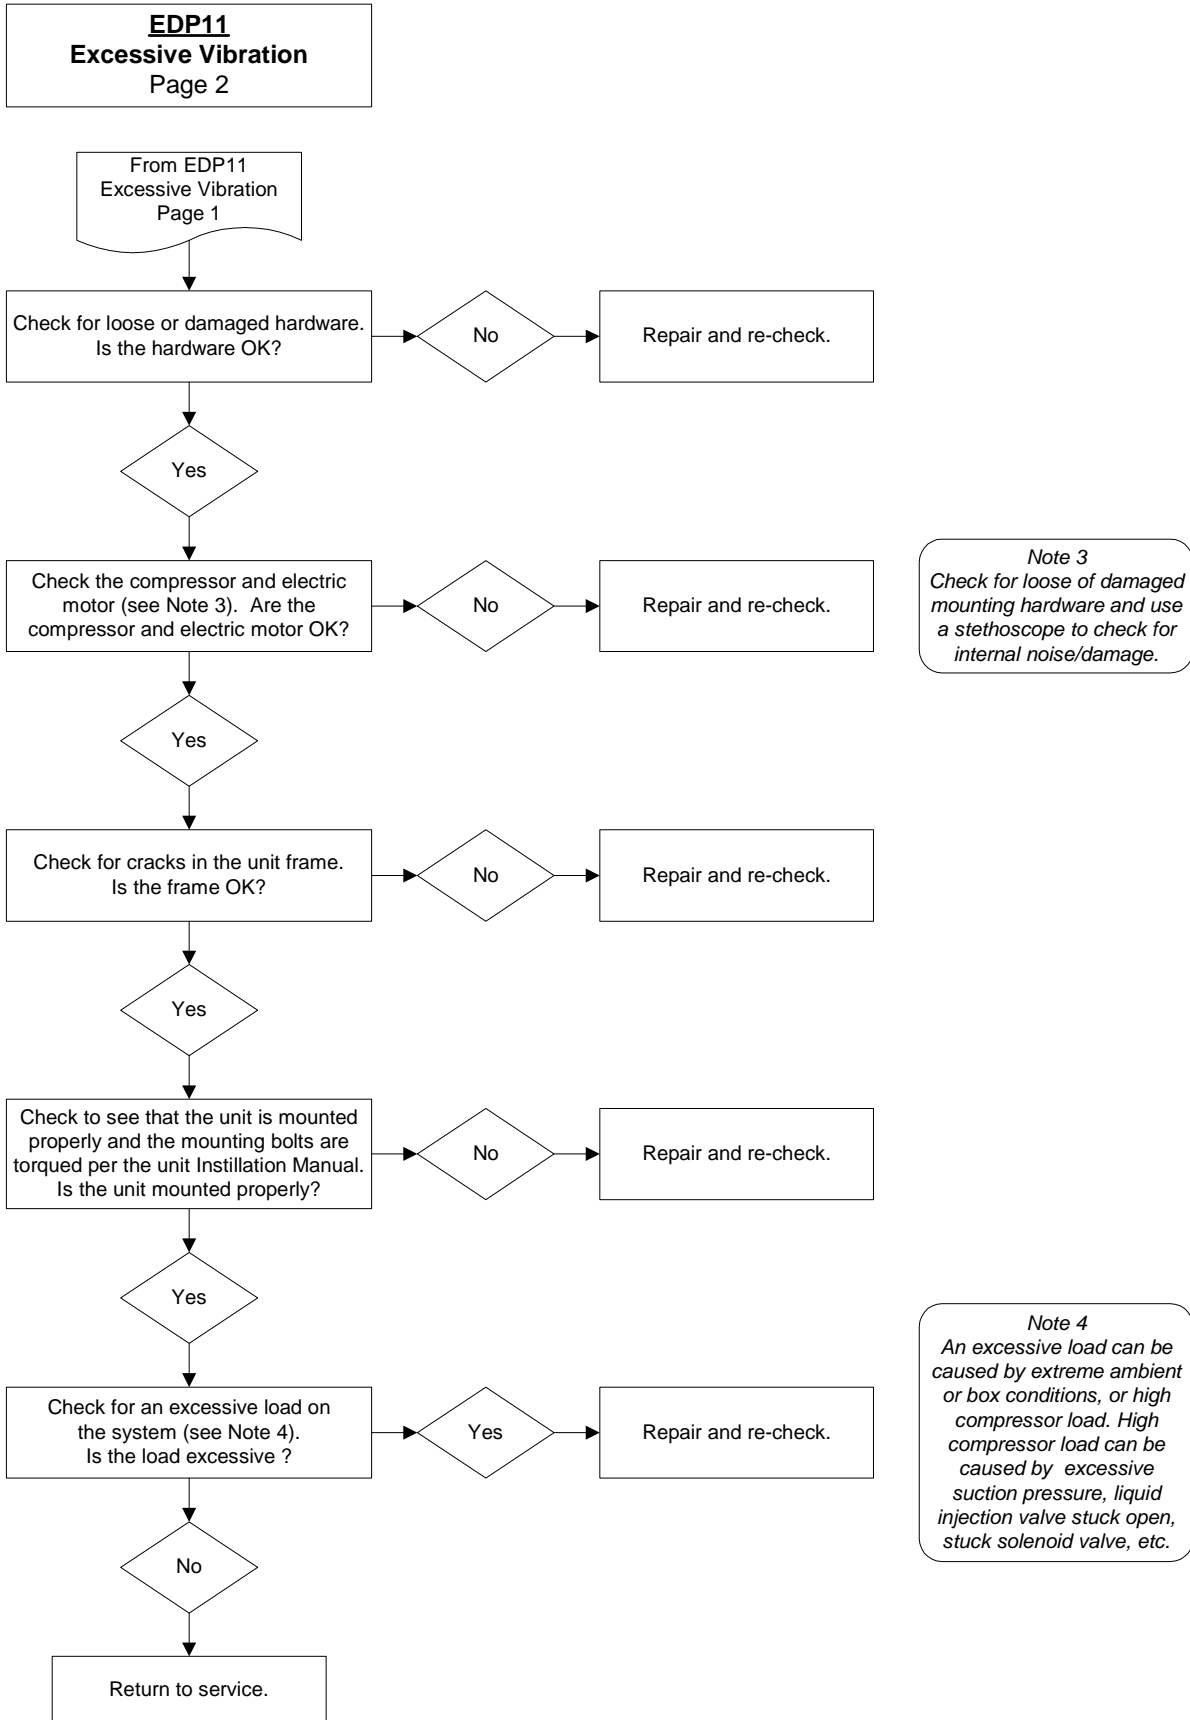 EDP11
Excessive Vibration
Page 2
From EDP11
Excessive Vibration
Page 1
Check for loose or damaged hardware.
Is the hardware OK?
No
Repair and re-check.
Yes
Check the compressor and electric
motor (see Note 3).  Are the
compressor and electric motor OK?
No
Repair and re-check.
Note 3
Check for loose of damaged
mounting hardware and use
a stethoscope to check for
internal noise/damage.
Yes
Check for cracks in the unit frame.
Is the frame OK?
No
Repair and re-check.
Yes
Check to see that the unit is mounted
properly and the mounting bolts are
torqued per the unit Instillation Manual.
Is the unit mounted properly?
No
Repair and re-check.
Yes
Check for an excessive load on
the system (see Note 4).
Is the load excessive ?
Yes
Repair and re-check.
Note 4
An excessive load can be
caused by extreme ambient
or box conditions, or high
compressor load. High
compressor load can be
caused by  excessive
suction pressure, liquid
injection valve stuck open,
stuck solenoid valve, etc.
No
Return to service.